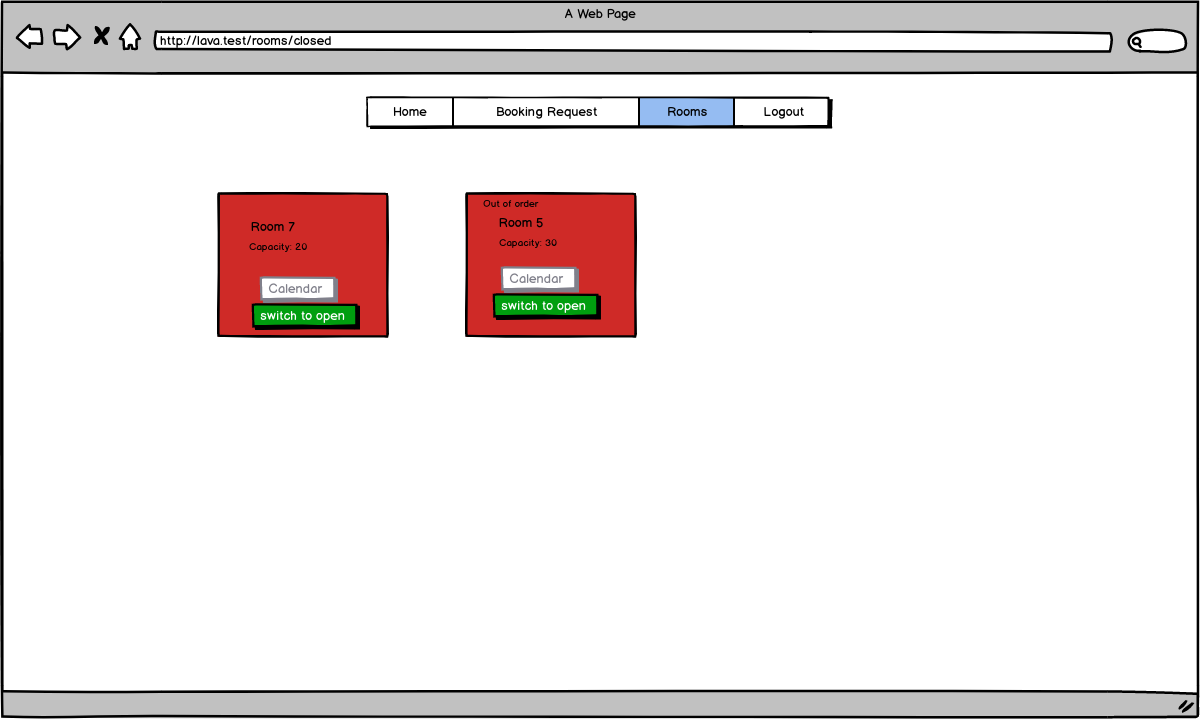 A Web Page
http://lava.test/rooms/closed
Home Booking Request Rooms Logout
Room 7
Capacity: 20
Calendar
switch to open
Out of order
Room 5
Capacity: 30
Calendar
switch to open